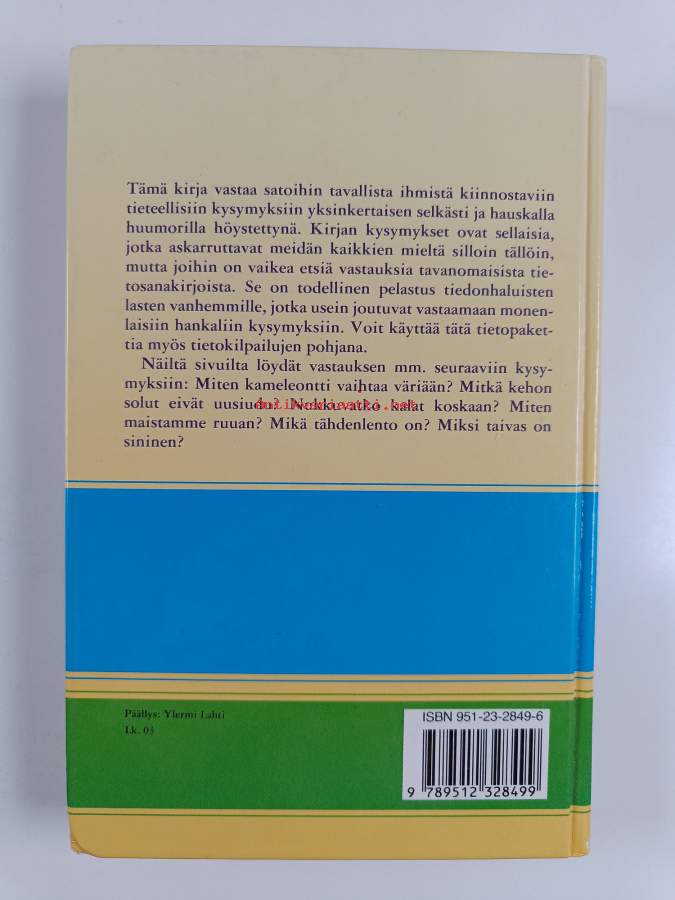 Tämä kirja vastaa satoihin tavallista ihmistä kiinnostaviin
tieteellisiin kysymyksiin yksinkertaisen selkästi ja hauskalla
huumorilla höystettynä. Kirjan kysymykset ovat sellaisia,
jotka askarruttavat meidän kaikkien mieltä silloin tällöin,
mutta joihin on vaikea etsiä vastauksia tavanomaisista tie-
tosanakirjoista. Se on todellinen pelastus tiedonhaluisten
lasten vanhemmille, jotka usein joutuvat vastaamaan monen-
laisiin hankaliin kysymyksiin. Voit käyttää tätä tietopaket-
tia myös tietokilpailujen pohjana.
Näiltä sivuilta löydät vastauksen mm. seuraaviin kysy-
myksiin: Miten kameleontti vaihtaa väriään? Mitkä kehon
solut eivät uusiudu? Nukkuvatko kalat koskaan? Miten
maistamme ruuan? Mikä tähdenlento on? Miksi taivas on
sininen?
Päällys: Ylermi Lahti
Lk. 03
ISBN 951-23-2849-6
9 789512 328499